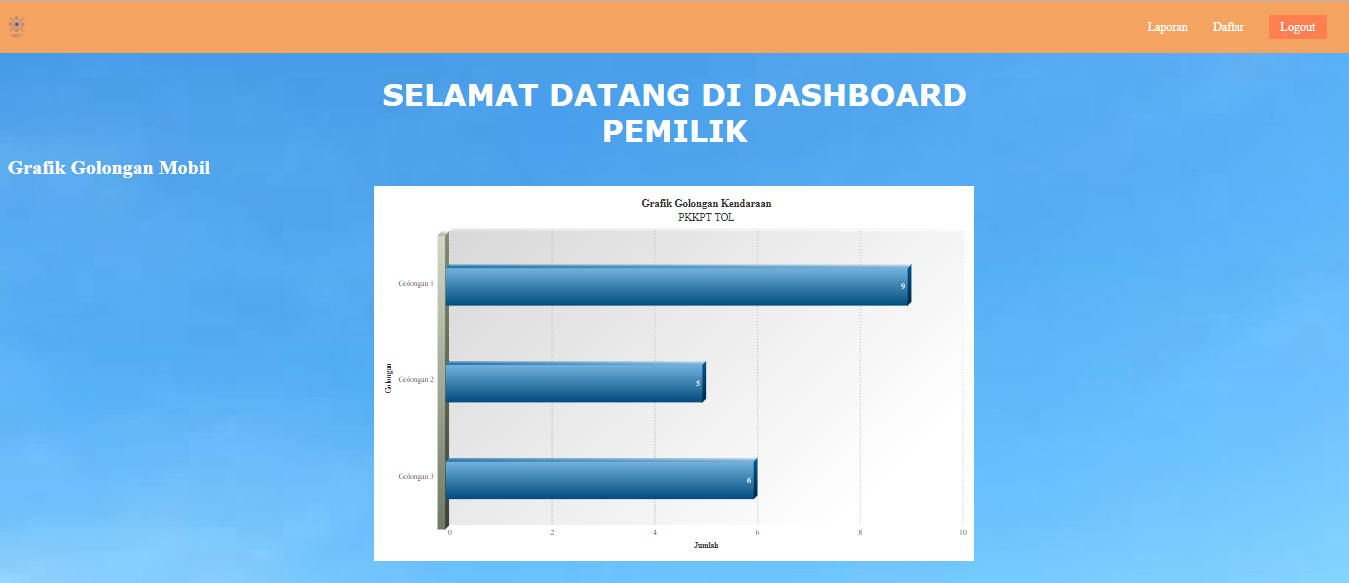 Laporan Daftar Logout
SELAMAT DATANG DI DASHBOARD
PEMILIK
Grafik Golongan Mobil
Grafik Golongan Kendaraan
PKKPT TOL
Golongan
Golongan 1
9
Golongan 2
5
Golongan 3
6
0 2 4 6 8 10
Jumlah